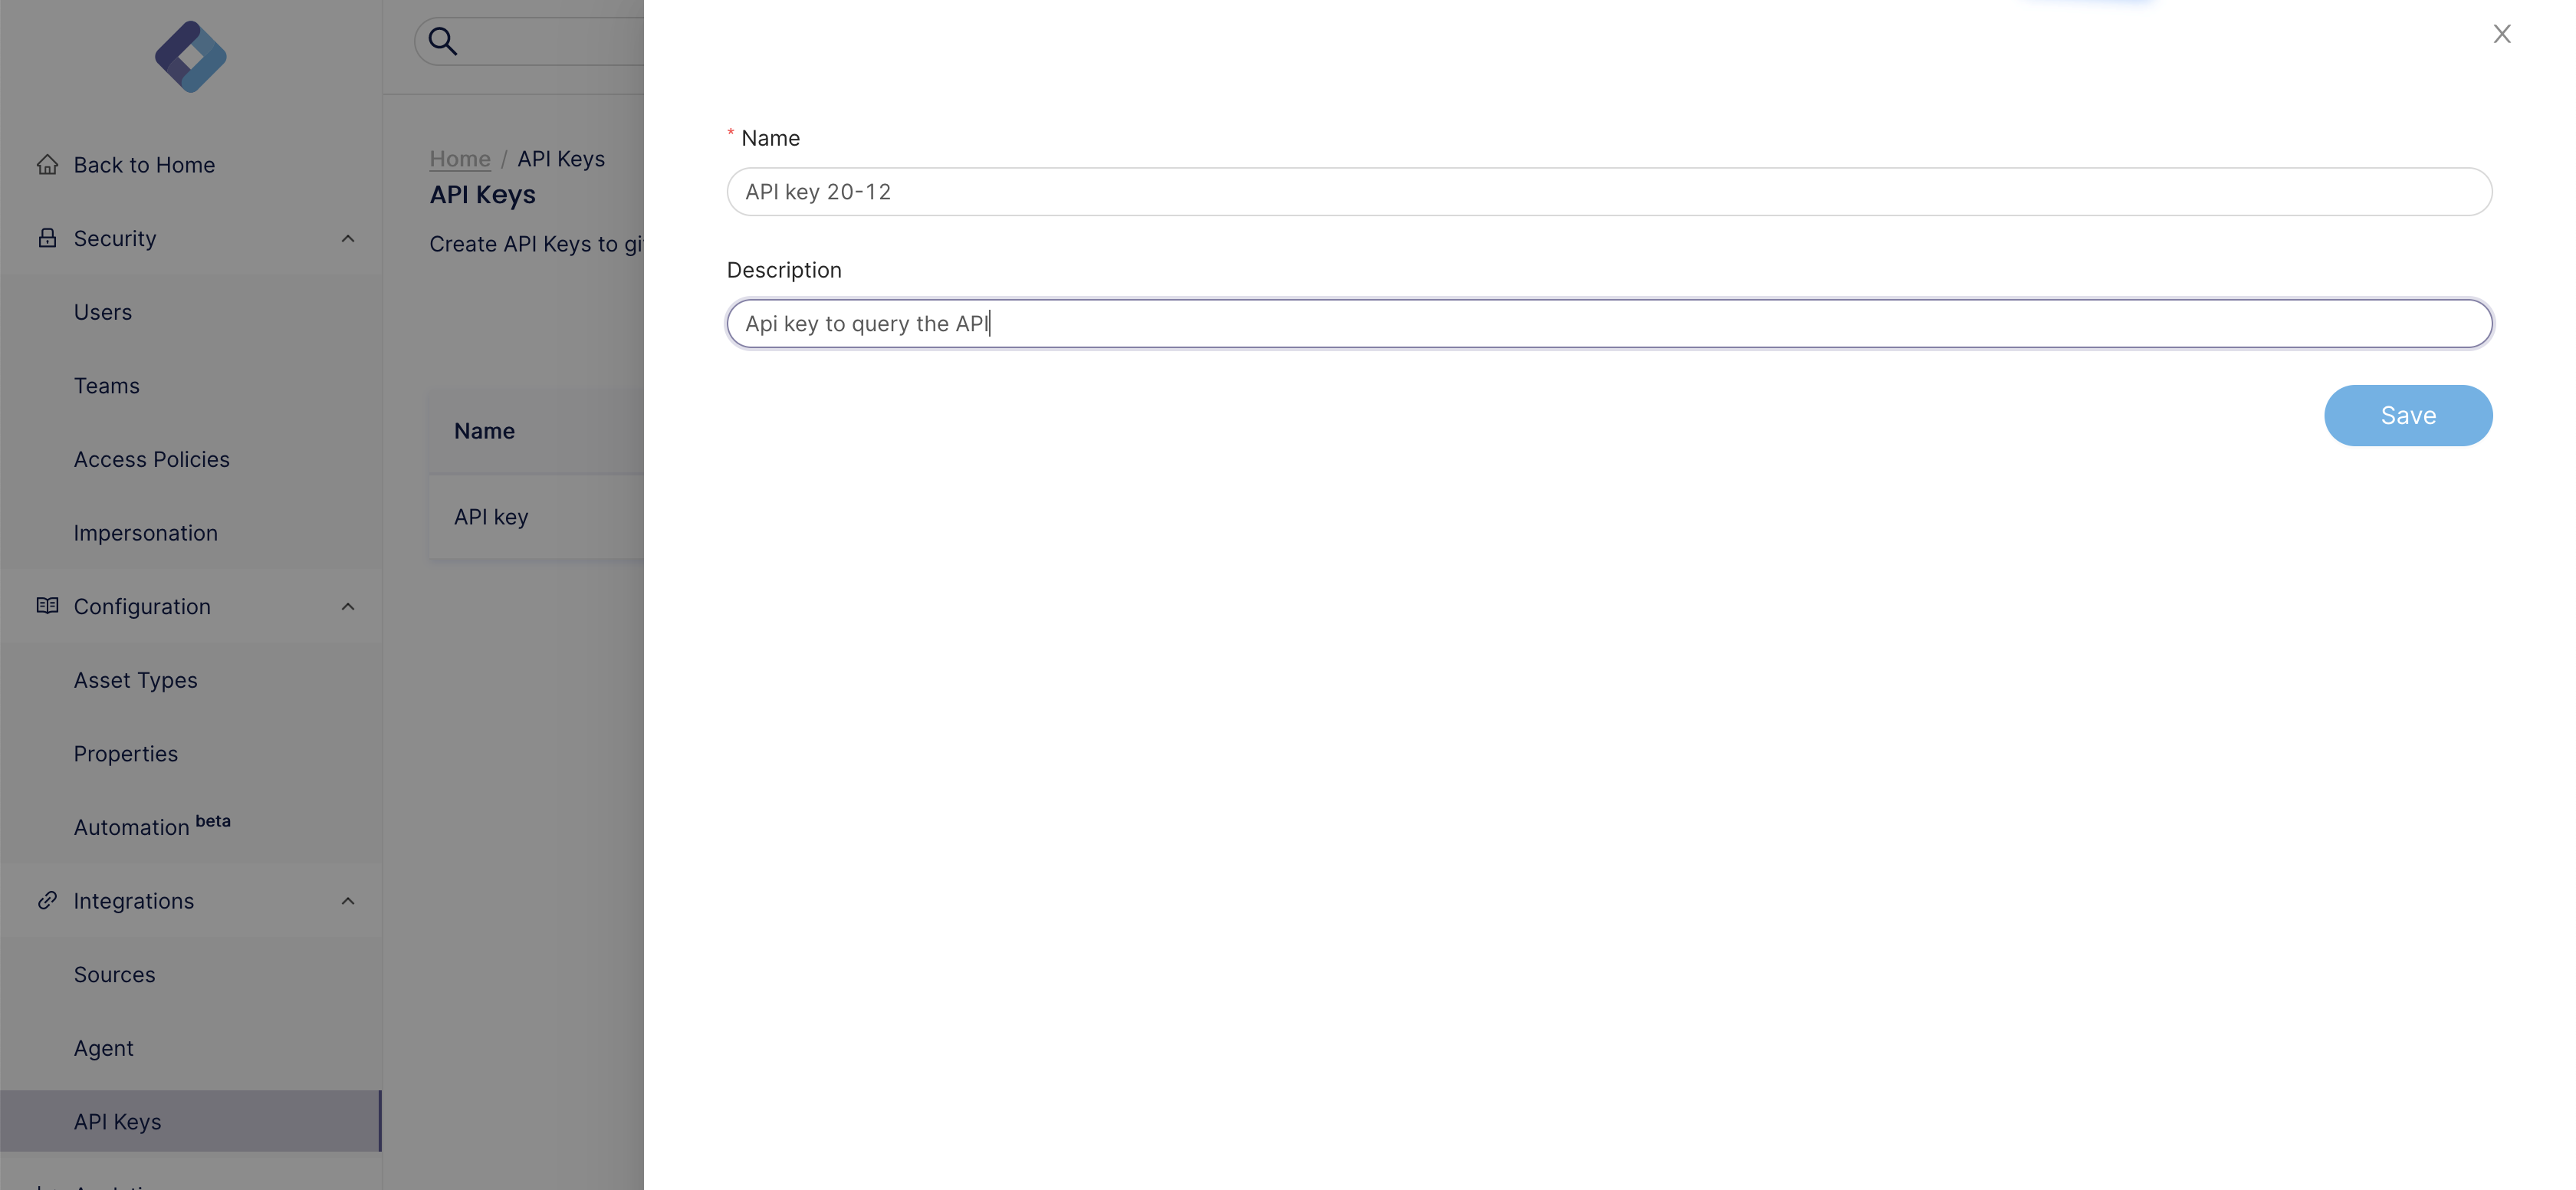 Back to Home
Security
Users
Teams
Access Policies
Impersonation
Configuration
Asset Types
Properties
Automation beta
Integrations
Sources
Agent
API Keys
Home / API Keys
API Keys
Create API Keys to gi
Name
API key
* Name
API key 20-12
Description
Api key to query the API
Save